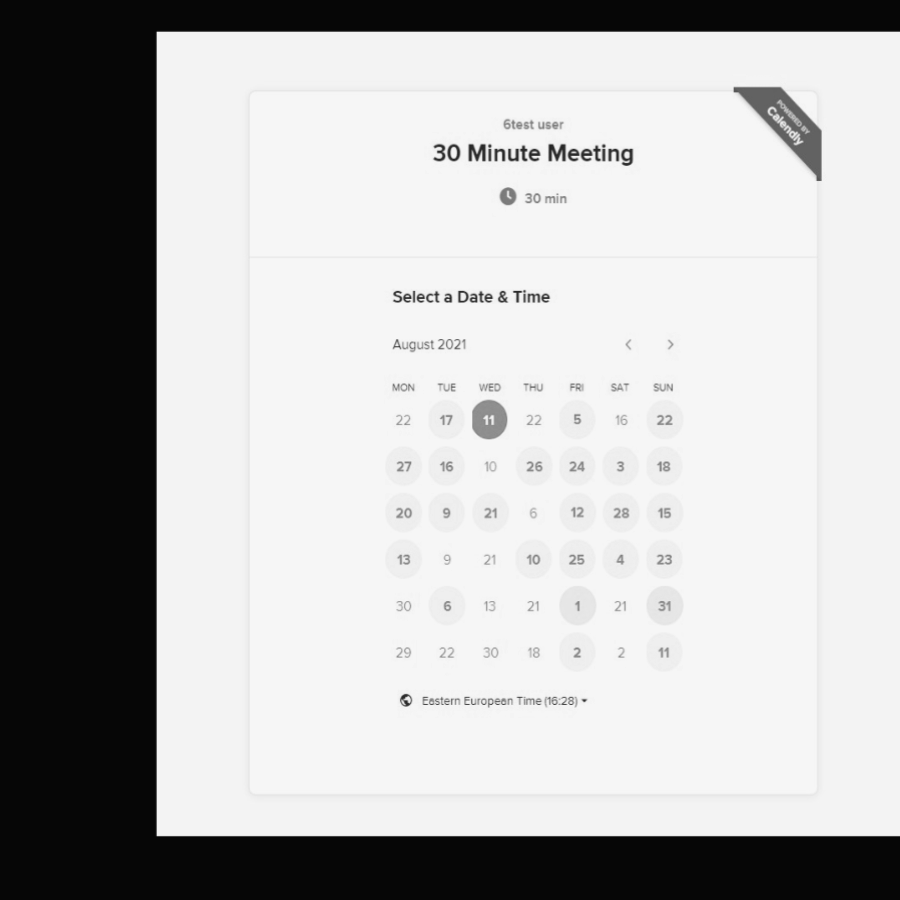 POWERED BY
Calendly
6test user
30 Minute Meeting
30 min
Select a Date & Time
August 2021
MON TUE WED THU FRI SAT SUN
22 17 11 22 5 16 22
27 16 10 26 24 3 18
20 9 21 6 12 28 15
13 9 21 10 25 4 23
30 6 13 21 1 21 31
29 22 30 18 2 2 11
Eastern European Time (16:28)